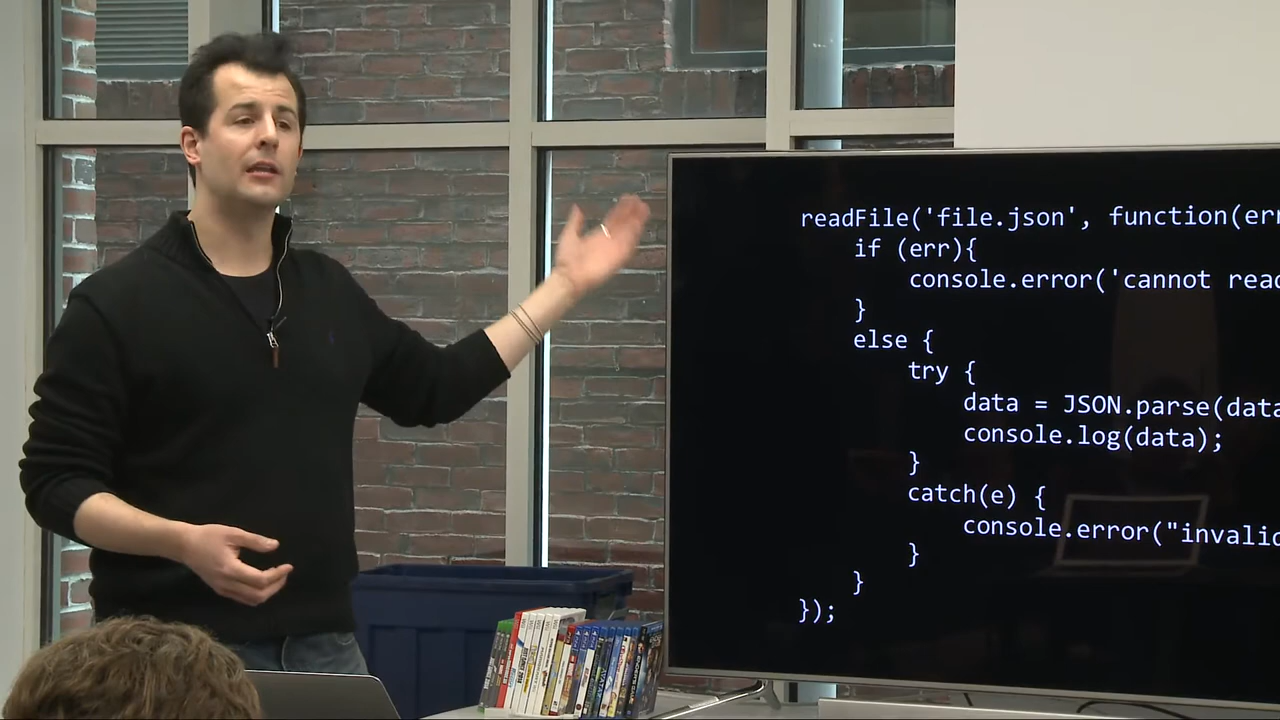 readFile('file.json', function(err
if (err){
console.error('cannot read
}
else {
try {
data = JSON.parse(data
console.log(data);
}
catch(e) {
console.error("invalid
}
}
});